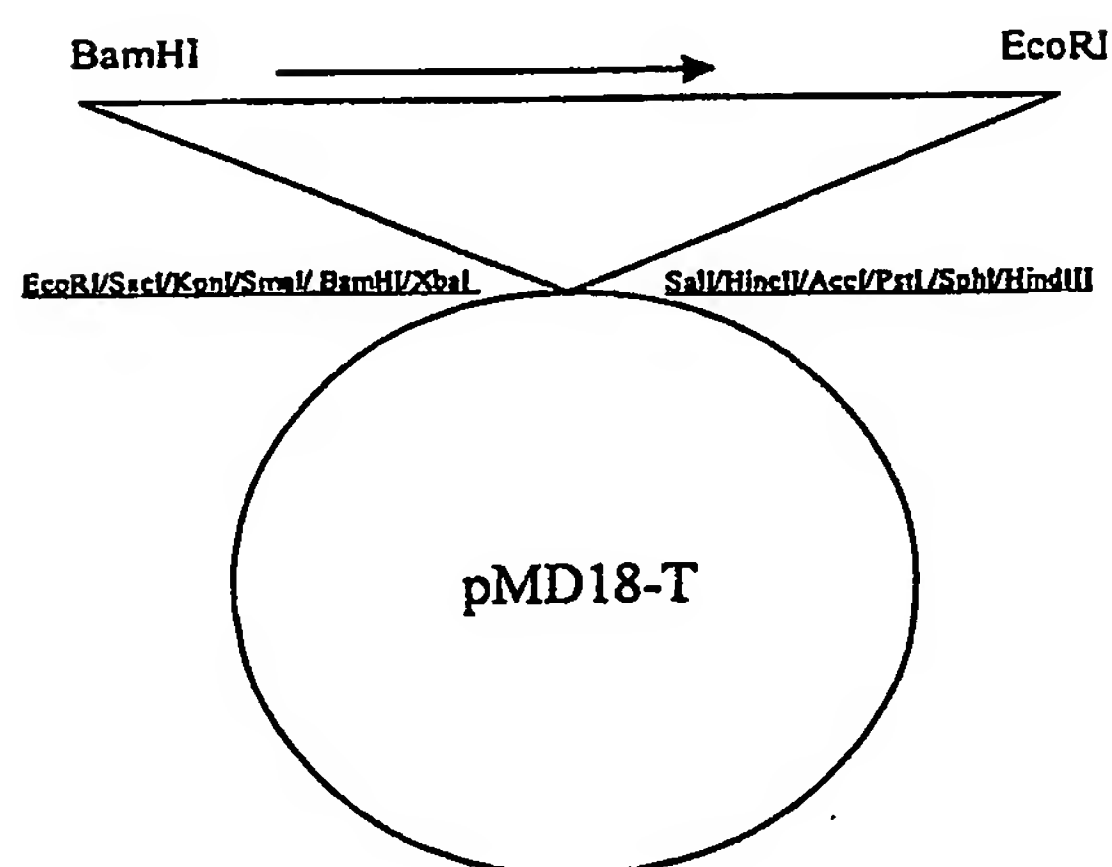 BamHI
EcoRI
EcoRI/SacI/KpnI/SmaI/ BamHI/XbaI
SalI/HincII/AccI/PstI /SphI/HindIII
pMD18-T